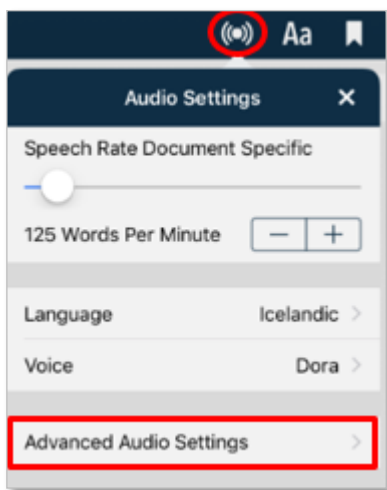 Aa
Audio Settings
Speech Rate Document Specific
125 Words Per Minute
Language Icelandic
Voice Dora
Advanced Audio Settings